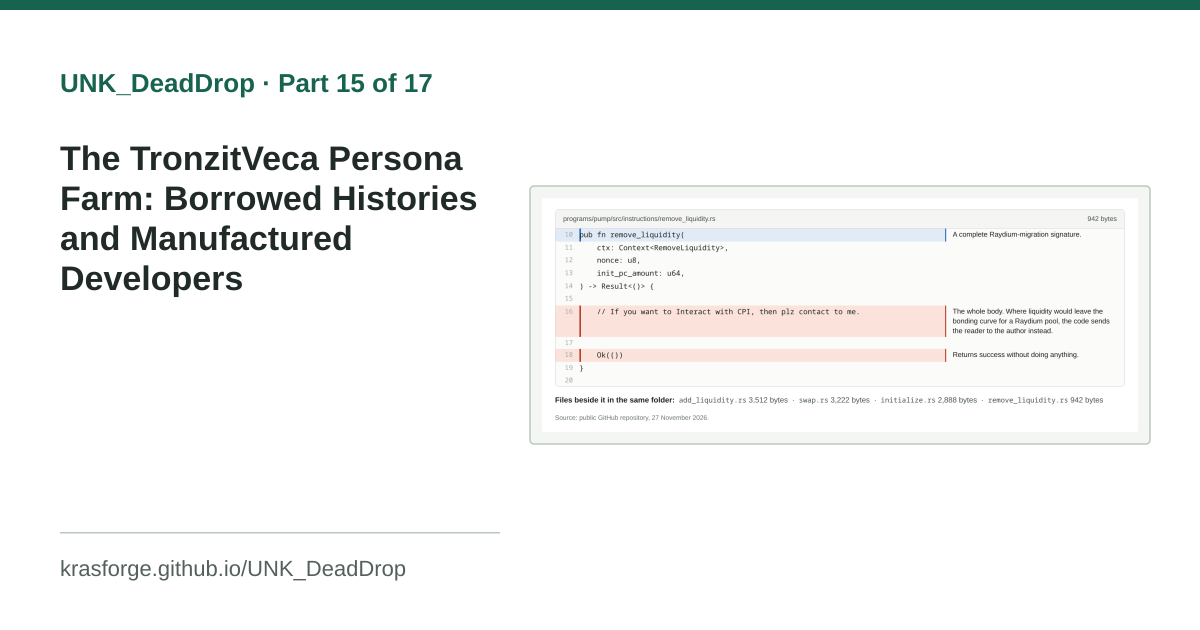 UNK_DeadDrop · Part 15 of 17
The TronzitVeca Persona
Farm: Borrowed Histories
and Manufactured
Developers
programs/pump/src/instructions/remove_liquidity.rs 942 bytes
10 pub fn remove_liquidity( A complete Raydium-migration signature.
11 ctx: Context<RemoveLiquidity>,
12 nonce: u8,
13 init_pc_amount: u64,
14 ) -> Result<()> {
15
16 // If you want to Interact with CPI, then plz contact to me. The whole body. Where liquidity would leave the
bonding curve for a Raydium pool, the code sends
the reader to the author instead.
17
18 Ok(()) Returns success without doing anything.
19 }
20
Files beside it in the same folder: add_liquidity.rs 3,512 bytes · swap.rs 3,222 bytes · initialize.rs 2,888 bytes · remove_liquidity.rs 942 bytes
Source: public GitHub repository, 27 November 2026.
krasforge.github.io/UNK_DeadDrop